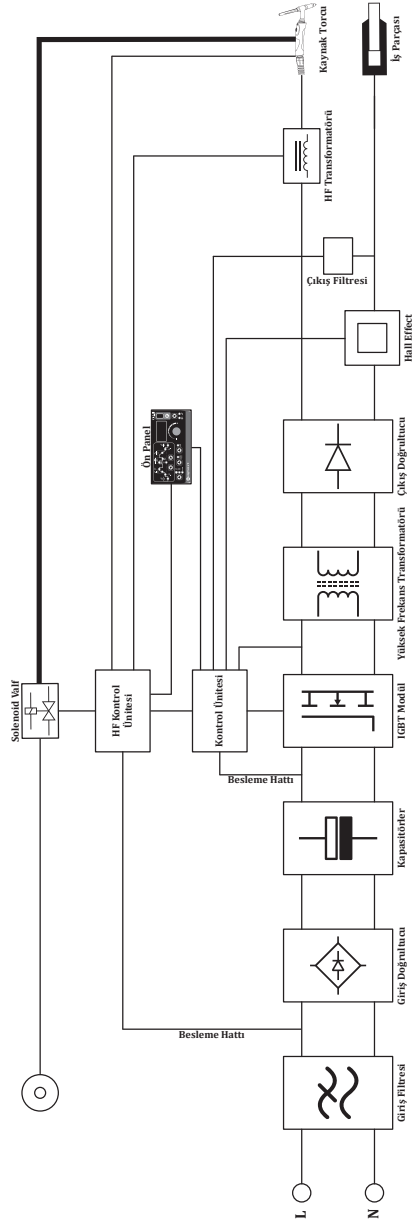 Kaynak Torcu
İş Parçası
HF Transformatörü
Çıkış Filtresi
Hall Effect
Ön Panel
Çıkış Doğrultucu
Yüksek Frekans Transformatörü
Solenoid Valf
HF Kontrol
Ünitesi
Kontrol Ünitesi
IGBT Modül
Besleme Hattı
Kapasitörler
Giriş Doğrultucu
Besleme Hattı
Giriş Filtresi
L
N